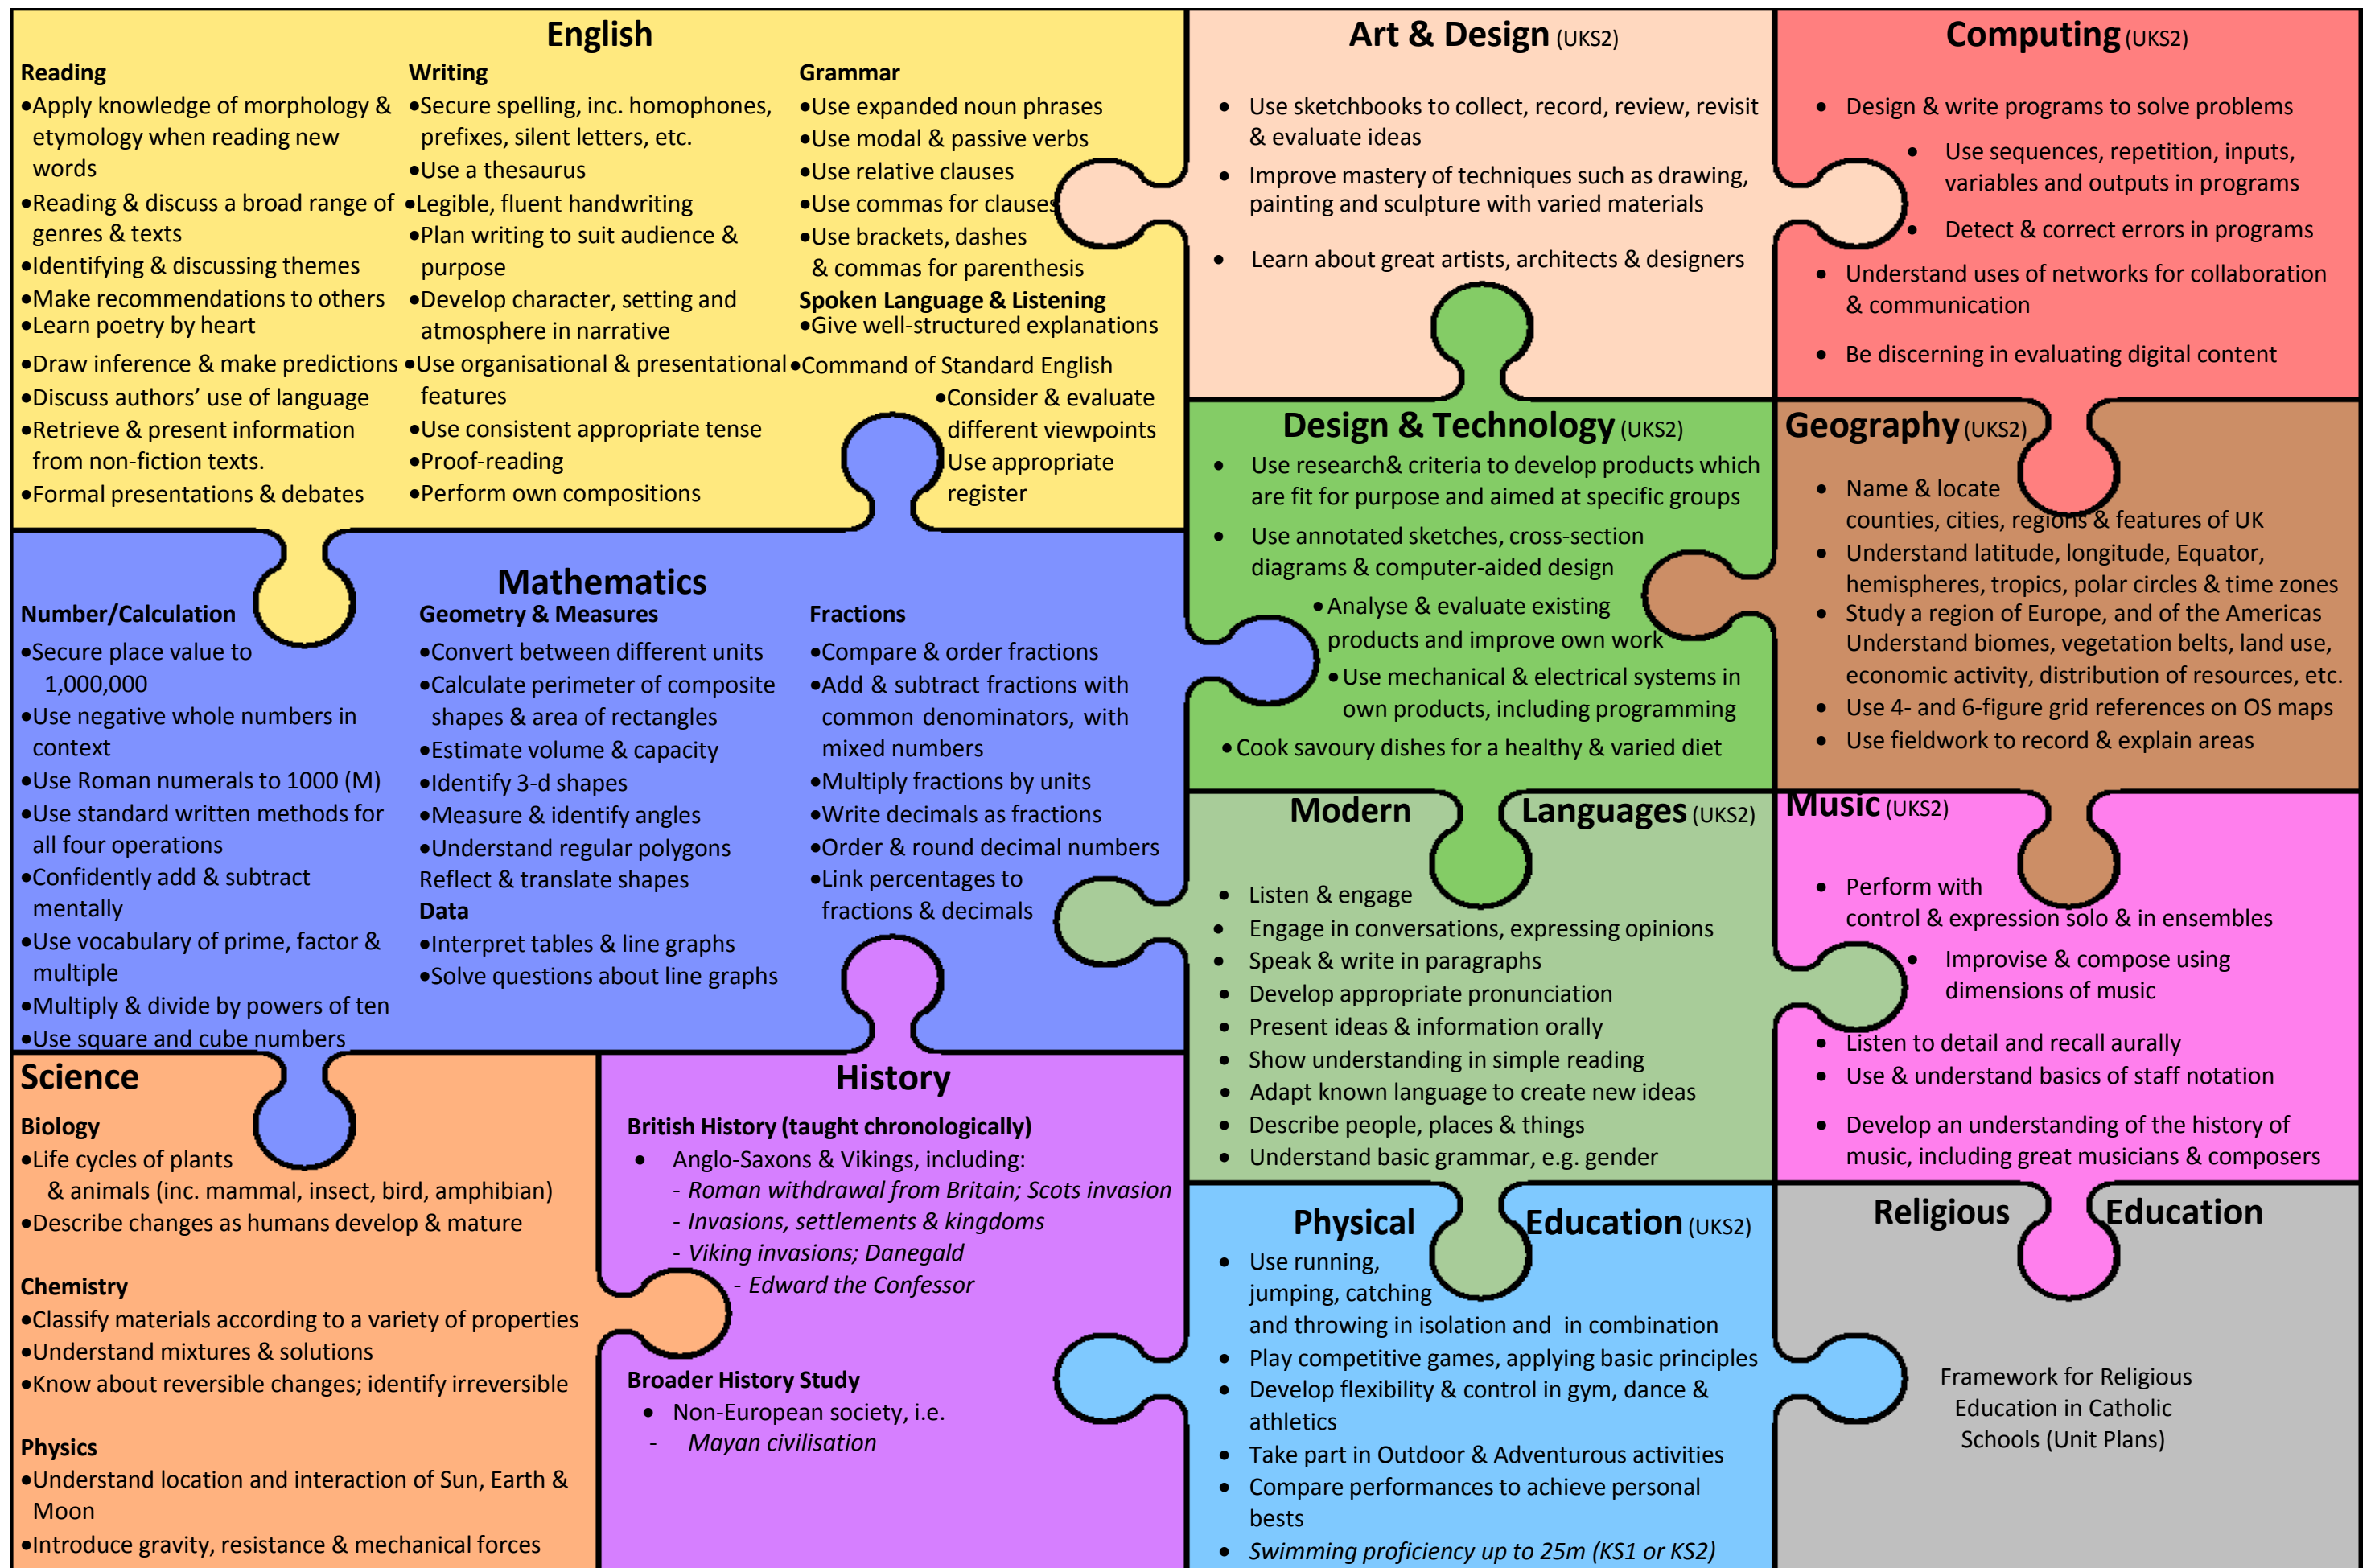 English
Reading
•Apply knowledge of morphology &
etymology when reading new
words
•Reading & discuss a broad range of
genres & texts
•Identifying & discussing themes
•Make recommendations to others
•Learn poetry by heart
•Draw inference & make predictions
•Discuss authors’ use of language
•Retrieve & present information
from non-fiction texts.
•Formal presentations & debates
Writing
•Secure spelling, inc. homophones,
prefixes, silent letters, etc.
•Use a thesaurus
•Legible, fluent handwriting
•Plan writing to suit audience &
purpose
•Develop character, setting and
atmosphere in narrative
•Use organisational & presentational
features
•Use consistent appropriate tense
•Proof-reading
•Perform own compositions
Grammar
•Use expanded noun phrases
•Use modal & passive verbs
•Use relative clauses
•Use commas for clauses
•Use brackets, dashes
& commas for parenthesis
Spoken Language & Listening
•Give well-structured explanations
•Command of Standard English
•Consider & evaluate
different viewpoints
Use appropriate
register
Art & Design (UKS2)
• Use sketchbooks to collect, record, review, revisit
& evaluate ideas
• Improve mastery of techniques such as drawing,
painting and sculpture with varied materials
• Learn about great artists, architects & designers
Computing (UKS2)
• Design & write programs to solve problems
• Use sequences, repetition, inputs,
variables and outputs in programs
• Detect & correct errors in programs
• Understand uses of networks for collaboration
& communication
• Be discerning in evaluating digital content
Mathematics
Number/Calculation
•Secure place value to
1,000,000
•Use negative whole numbers in
context
•Use Roman numerals to 1000 (M)
•Use standard written methods for
all four operations
•Confidently add & subtract
mentally
•Use vocabulary of prime, factor &
multiple
•Multiply & divide by powers of ten
•Use square and cube numbers
Geometry & Measures
•Convert between different units
•Calculate perimeter of composite
shapes & area of rectangles
•Estimate volume & capacity
•Identify 3-d shapes
•Measure & identify angles
•Understand regular polygons
Reflect & translate shapes
Data
•Interpret tables & line graphs
•Solve questions about line graphs
Fractions
•Compare & order fractions
•Add & subtract fractions with
common denominators, with
mixed numbers
•Multiply fractions by units
•Write decimals as fractions
•Order & round decimal numbers
•Link percentages to
fractions & decimals
Design & Technology (UKS2)
• Use research& criteria to develop products which
are fit for purpose and aimed at specific groups
• Use annotated sketches, cross-section
diagrams & computer-aided design
•Analyse & evaluate existing
products and improve own work
•Use mechanical & electrical systems in
own products, including programming
•Cook savoury dishes for a healthy & varied diet
Geography (UKS2)
• Name & locate
counties, cities, regions & features of UK
• Understand latitude, longitude, Equator,
hemispheres, tropics, polar circles & time zones
• Study a region of Europe, and of the Americas
Understand biomes, vegetation belts, land use,
economic activity, distribution of resources, etc.
• Use 4- and 6-figure grid references on OS maps
• Use fieldwork to record & explain areas
Modern Languages (UKS2)
• Listen & engage
• Engage in conversations, expressing opinions
• Speak & write in paragraphs
• Develop appropriate pronunciation
• Present ideas & information orally
• Show understanding in simple reading
• Adapt known language to create new ideas
• Describe people, places & things
• Understand basic grammar, e.g. gender
Music (UKS2)
• Perform with
control & expression solo & in ensembles
• Improvise & compose using
dimensions of music
• Listen to detail and recall aurally
• Use & understand basics of staff notation
• Develop an understanding of the history of
music, including great musicians & composers
Science
Biology
•Life cycles of plants
& animals (inc. mammal, insect, bird, amphibian)
•Describe changes as humans develop & mature
Chemistry
•Classify materials according to a variety of properties
•Understand mixtures & solutions
•Know about reversible changes; identify irreversible
Physics
•Understand location and interaction of Sun, Earth &
Moon
•Introduce gravity, resistance & mechanical forces
History
British History (taught chronologically)
• Anglo-Saxons & Vikings, including:
- Roman withdrawal from Britain; Scots invasion
- Invasions, settlements & kingdoms
- Viking invasions; Danegald
- Edward the Confessor
Broader History Study
• Non-European society, i.e.
- Mayan civilisation
Physical Education (UKS2)
• Use running,
jumping, catching
and throwing in isolation and in combination
• Play competitive games, applying basic principles
• Develop flexibility & control in gym, dance &
athletics
• Take part in Outdoor & Adventurous activities
• Compare performances to achieve personal
bests
• Swimming proficiency up to 25m (KS1 or KS2)
Religious Education
Framework for Religious
Education in Catholic
Schools (Unit Plans)